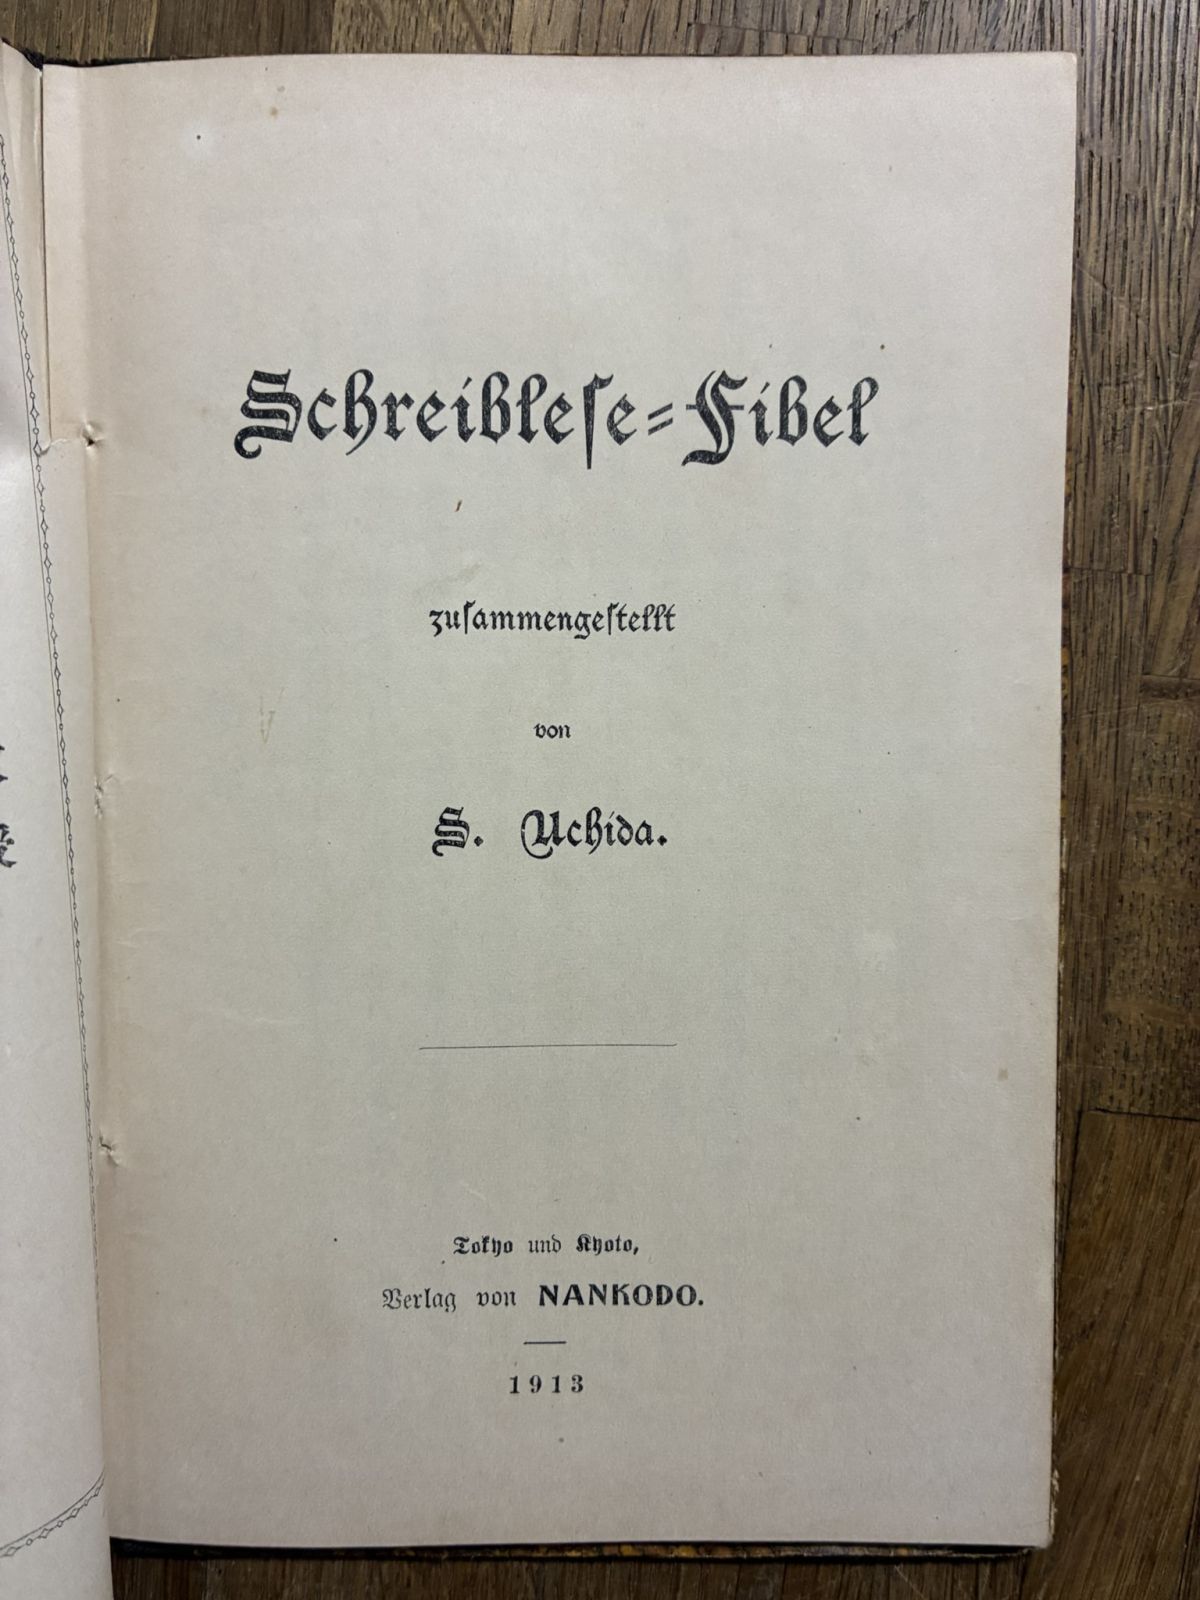 Schreibleſe⸗Fibel
zuſammengeſtellt
von
S. Uchida.
Tokyo und Kyoto,
Verlag von NANKODO.
1913